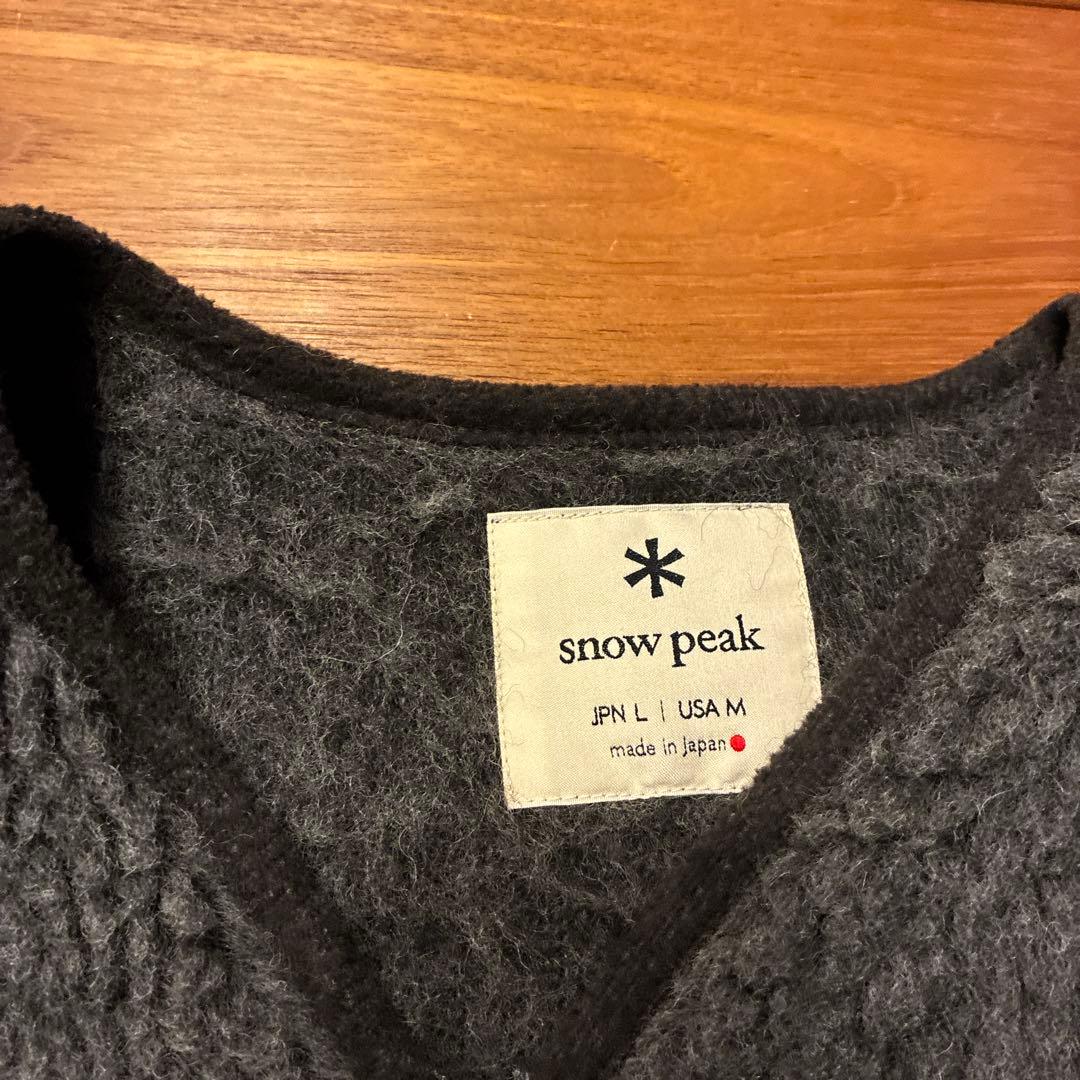 snow peak
JPN L | USA M
made in Japan